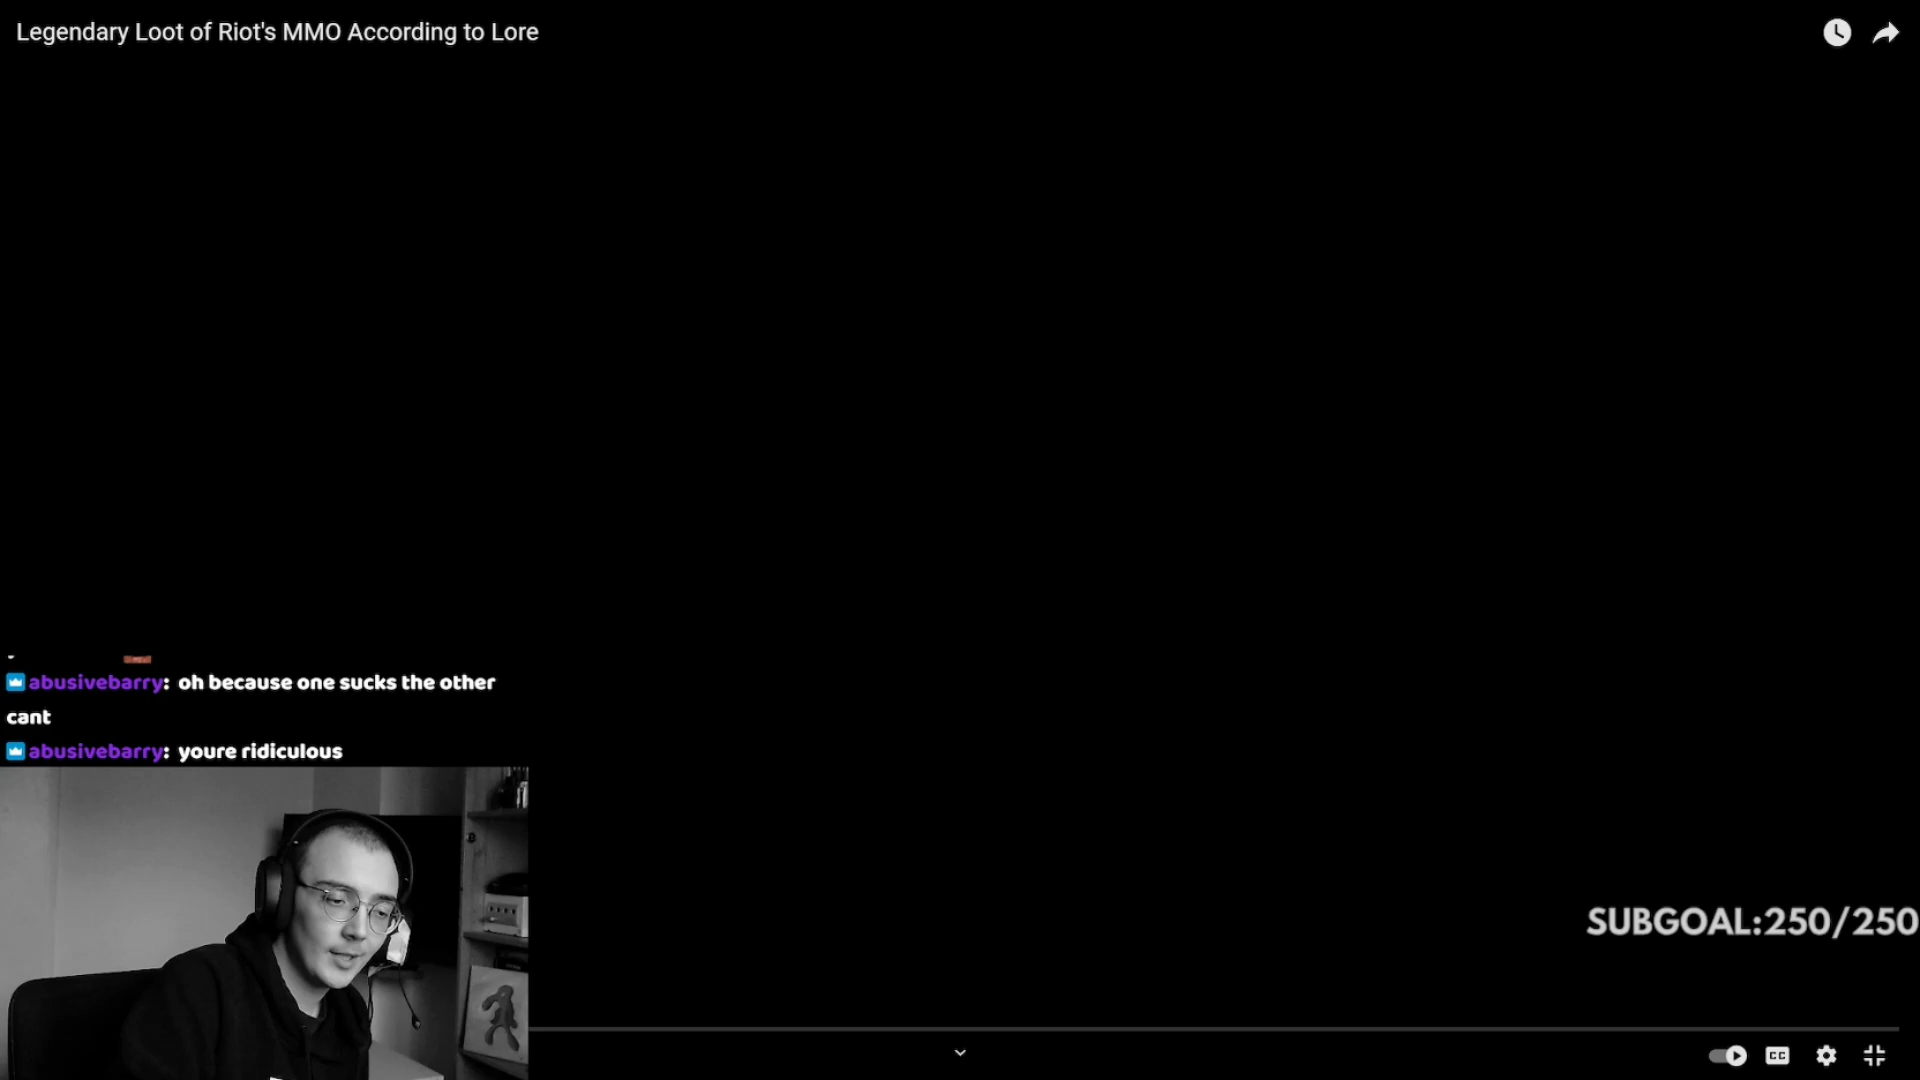 Legendary Loot of Riot's MMO According to Lore
abusivebarry: oh because one sucks the other
cant
abusivebarry: youre ridiculous
SUBGOAL:250/250
CC